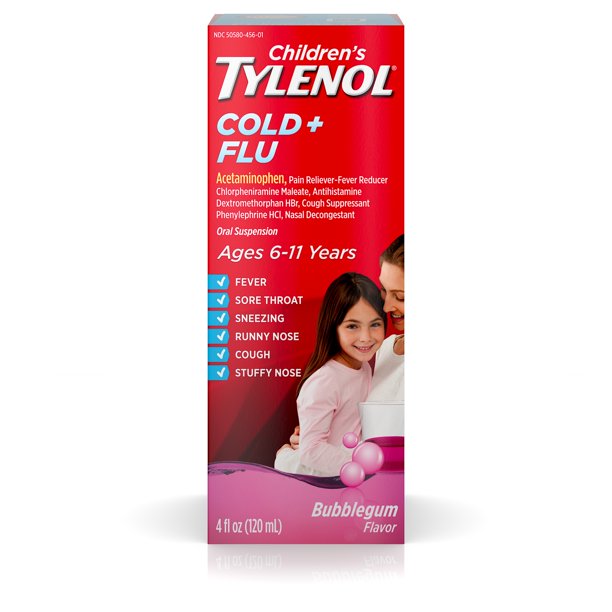 NDC 50580-456-01
Children's
TYLENOL®
COLD +
FLU
Acetaminophen, Pain Reliever-Fever Reducer
Chlorpheniramine Maleate, Antihistamine
Dextromethorphan HBr, Cough Suppressant
Phenylephrine HCl, Nasal Decongestant
Oral Suspension
Ages 6-11 Years
FEVER
SORE THROAT
SNEEZING
RUNNY NOSE
COUGH
STUFFY NOSE
Bubblegum
Flavor
4 fl oz (120 mL)